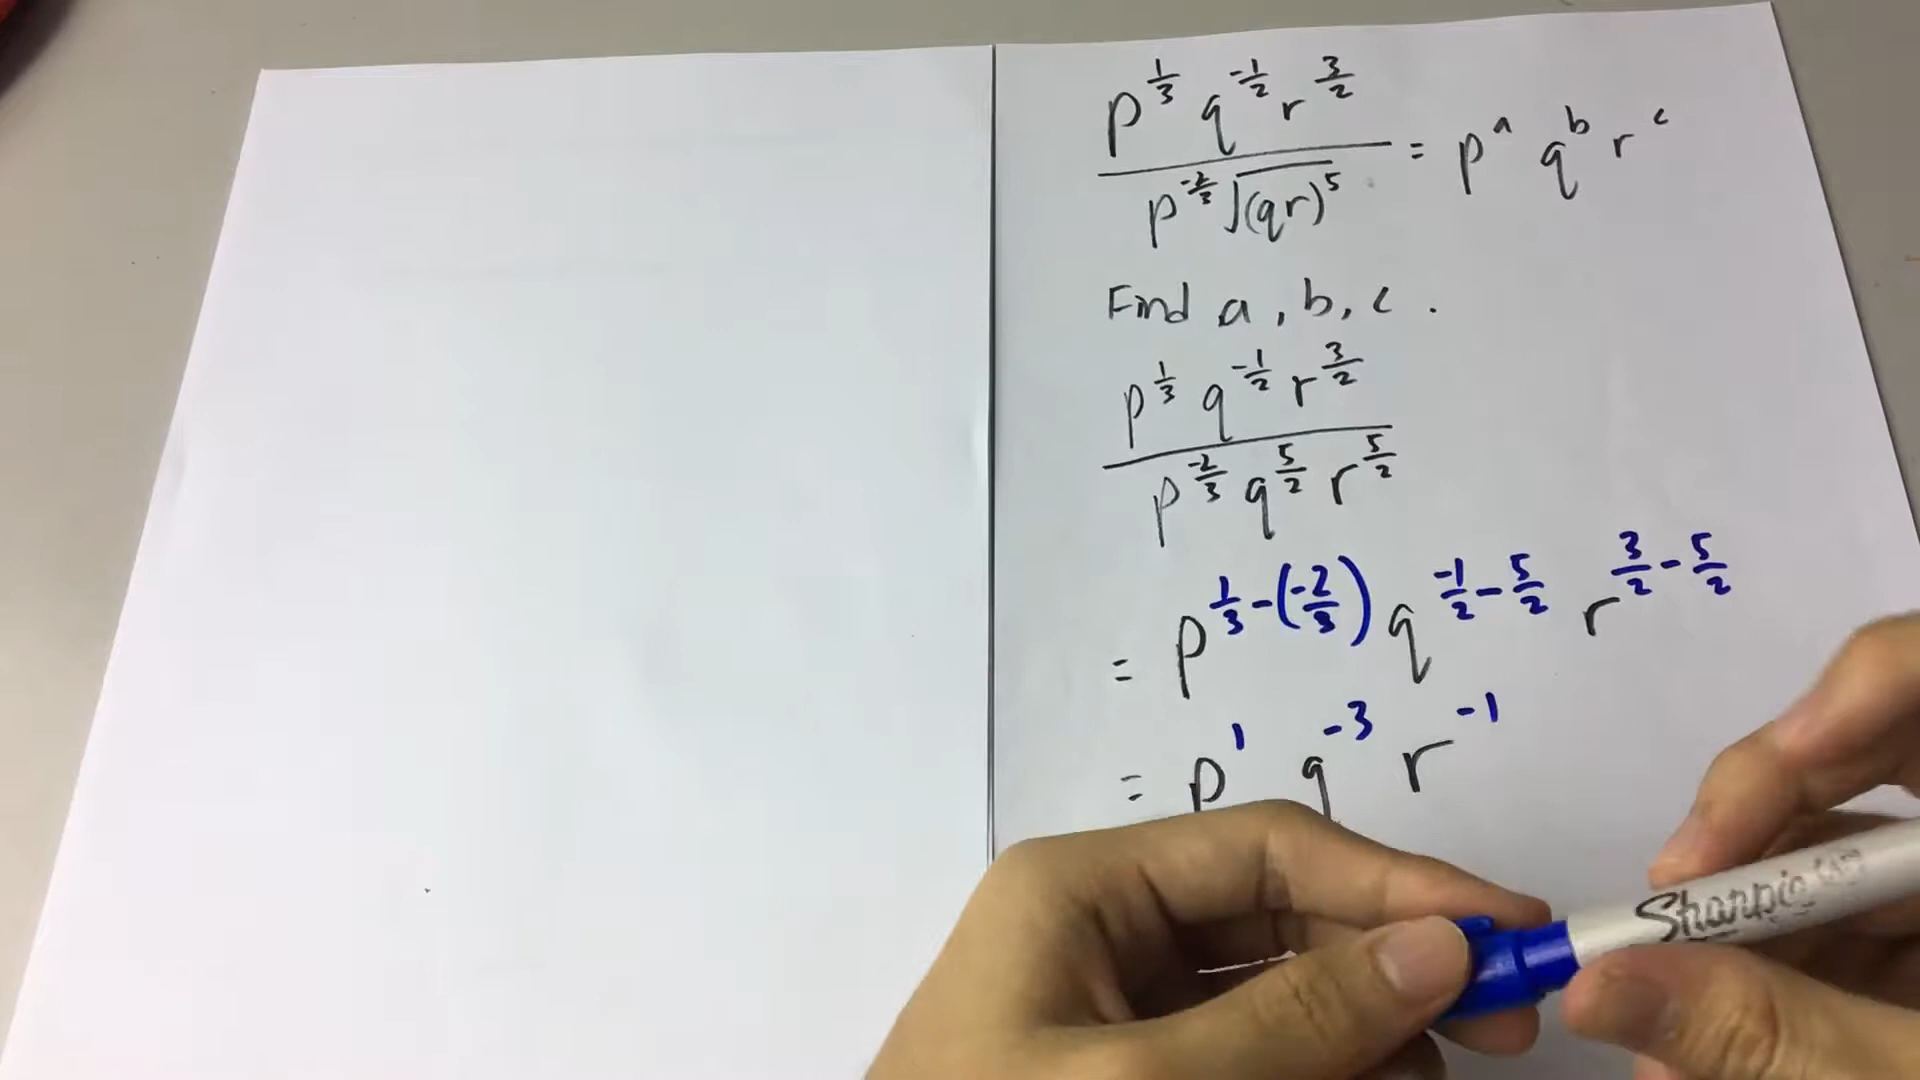 p^{1/3} q^{-1/2} r^{3/2} / p^{-2/3} √(qr)^5 = p^a q^b r^c
Find a, b, c.
p^{1/3} q^{-1/2} r^{3/2} / p^{-2/3} q^{5/2} r^{5/2}
= p^{1/3-(-2/3)} q^{-1/2-5/2} r^{3/2-5/2}
= p^1 q^{-3} r^{-1}
Sharpie